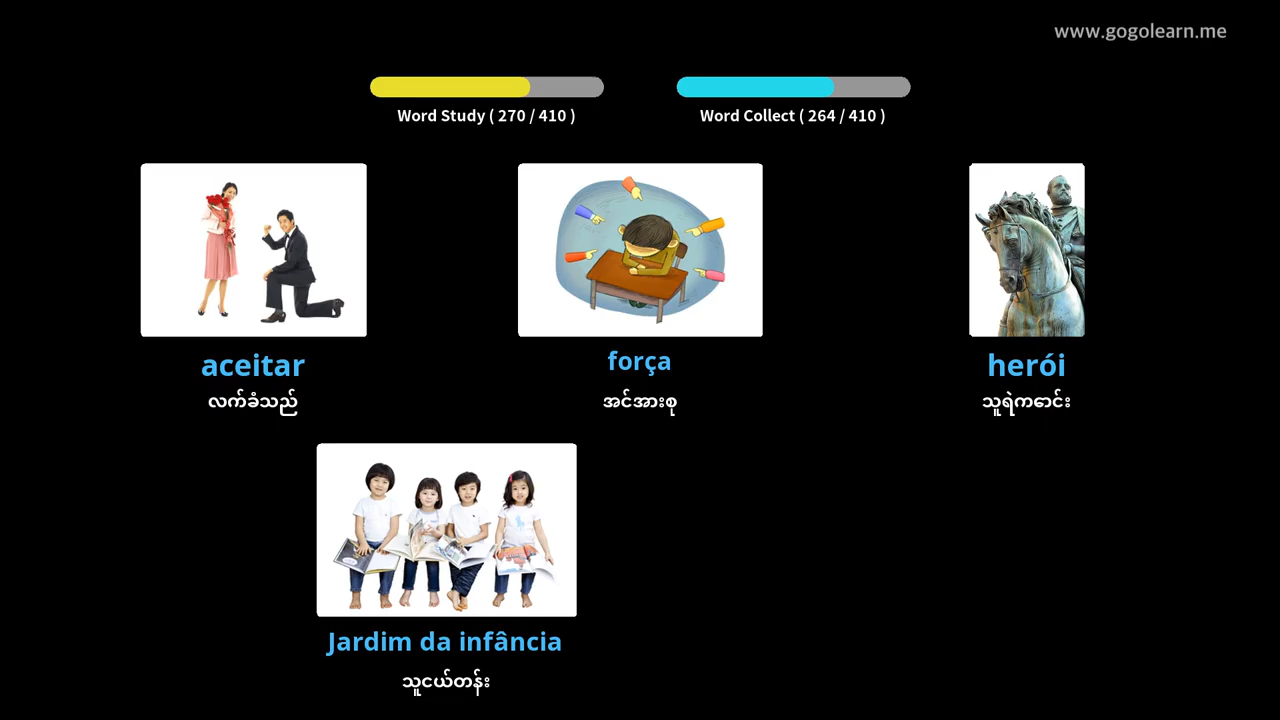 www.gogolearn.me
Word Study ( 270 / 410 )
Word Collect ( 264 / 410 )
aceitar
လက်ခံသည်
força
အင်အားစု
herói
သူရဲကောင်း
Jardim da infância
သူငယ်တန်း